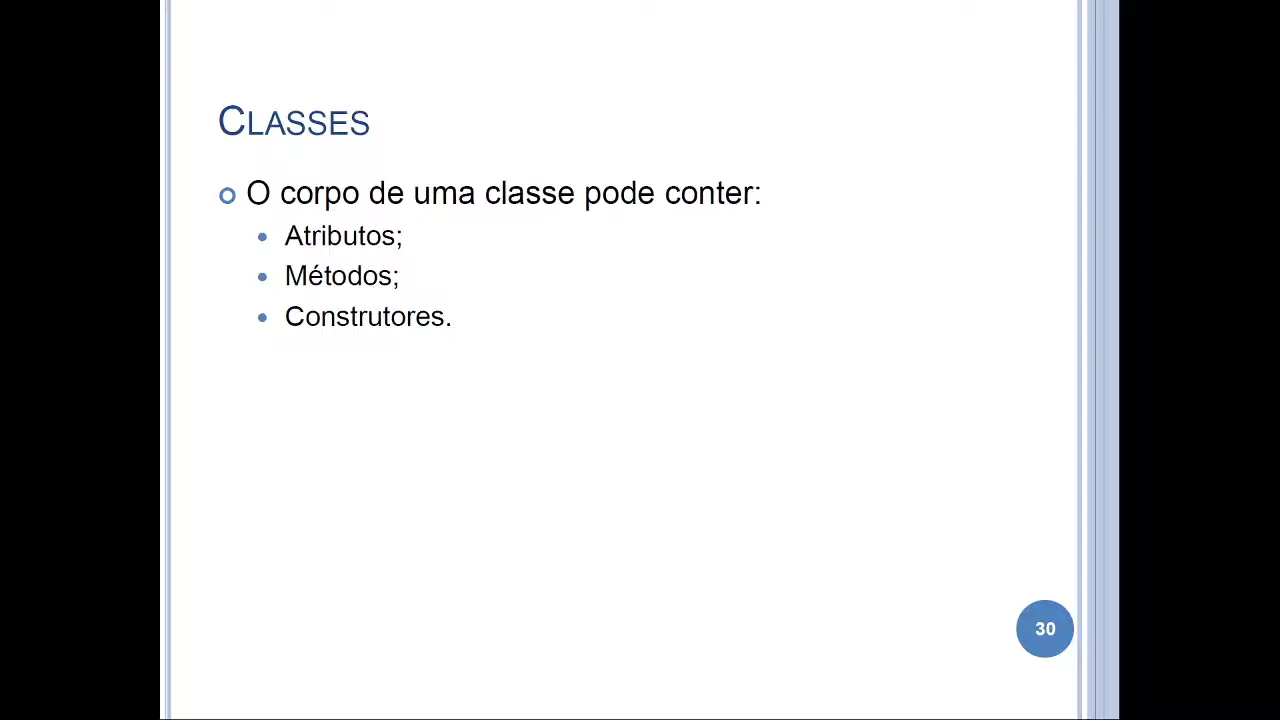 CLASSES
O corpo de uma classe pode conter:
Atributos;
Métodos;
Construtores.
30